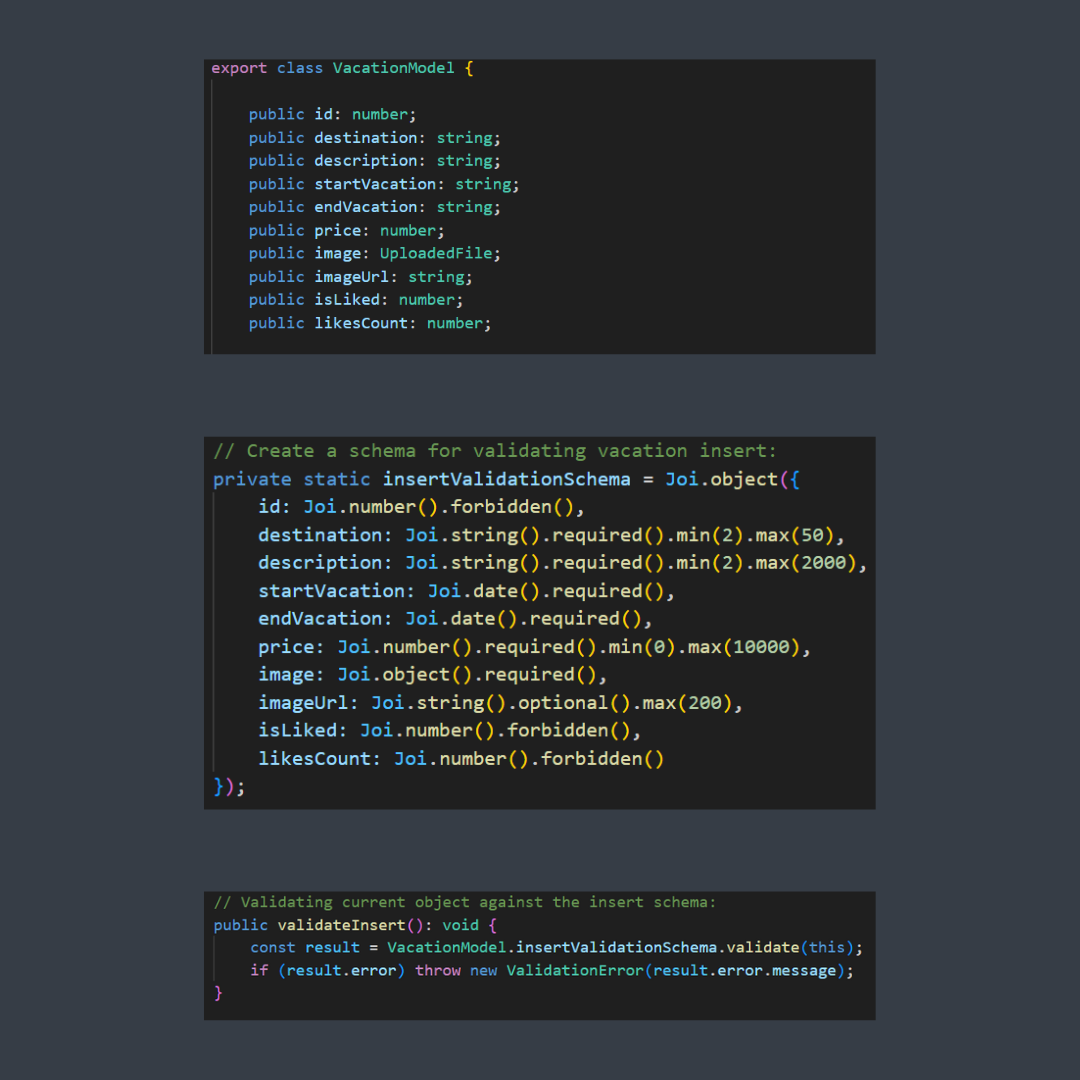 export class VacationModel {
public id: number;
public destination: string;
public description: string;
public startVacation: string;
public endVacation: string;
public price: number;
public image: UploadedFile;
public imageUrl: string;
public isLiked: number;
public likesCount: number;
// Create a schema for validating vacation insert:
private static insertValidationSchema = Joi.object({
id: Joi.number().forbidden(),
destination: Joi.string().required().min(2).max(50),
description: Joi.string().required().min(2).max(2000),
startVacation: Joi.date().required(),
endVacation: Joi.date().required(),
price: Joi.number().required().min(0).max(10000),
image: Joi.object().required(),
imageUrl: Joi.string().optional().max(200),
isLiked: Joi.number().forbidden(),
likesCount: Joi.number().forbidden()
});
// Validating current object against the insert schema:
public validateInsert(): void {
const result = VacationModel.insertValidationSchema.validate(this);
if (result.error) throw new ValidationError(result.error.message);
}